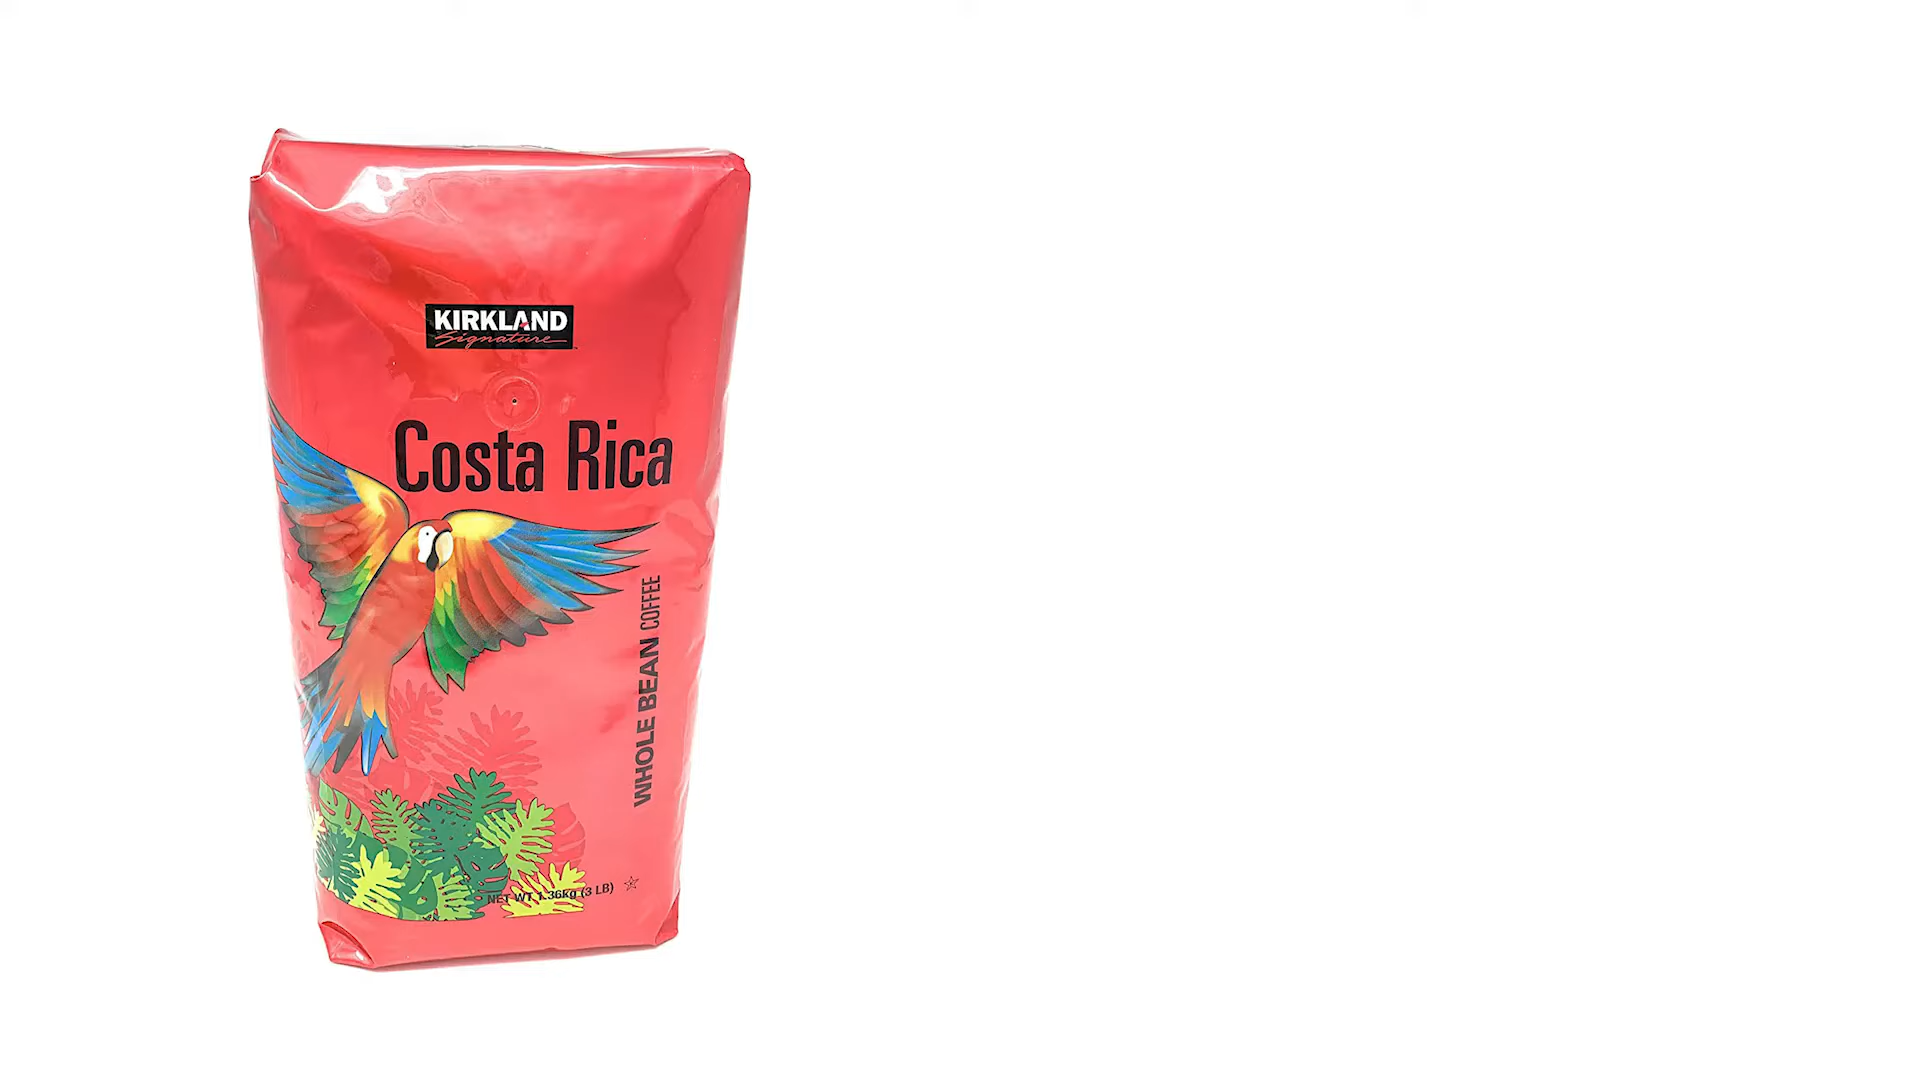 KIRKLAND
Signature
Costa Rica
WHOLE BEAN COFFEE
NET WT 1.36kg (3 LB)